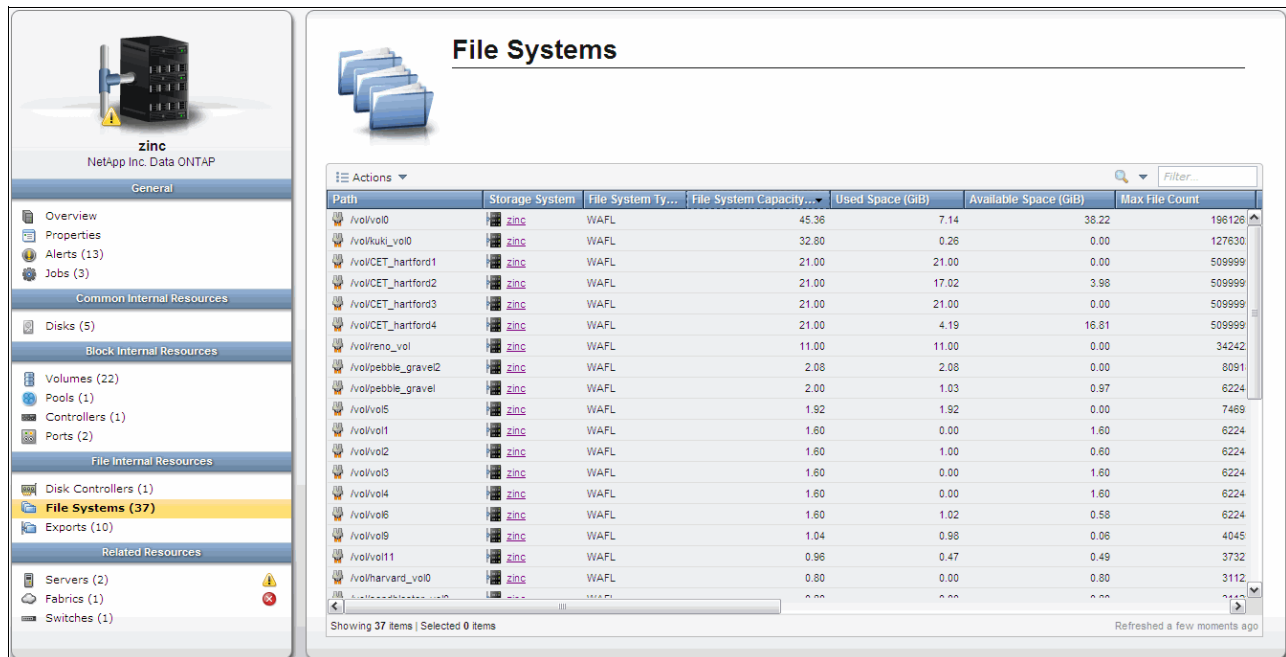 zinc
NetApp Inc. Data ONTAP
General
Overview
Properties
Alerts (13)
Jobs (3)
Common Internal Resources
Disks (5)
Block Internal Resources
Volumes (22)
Pools (1)
Controllers (1)
Ports (2)
File Internal Resources
Disk Controllers (1)
File Systems (37)
Exports (10)
Related Resources
Servers (2)
Fabrics (1)
Switches (1)
File Systems
Actions Filter...
Path Storage System File System Ty... File System Capacity... Used Space (GiB) Available Space (GiB) Max File Count
/vol/vol0 zinc WAFL 45.36 7.14 38.22 196126
/vol/kuki_vol0 zinc WAFL 32.80 0.26 0.00 127630
/vol/CET_hartford1 zinc WAFL 21.00 21.00 0.00 509999
/vol/CET_hartford2 zinc WAFL 21.00 17.02 3.98 509999
/vol/CET_hartford3 zinc WAFL 21.00 21.00 0.00 509999
/vol/CET_hartford4 zinc WAFL 21.00 4.19 16.81 509999
/vol/reno_vol zinc WAFL 11.00 11.00 0.00 34242
/vol/pebble_gravel2 zinc WAFL 2.08 2.08 0.00 8091
/vol/pebble_gravel zinc WAFL 2.00 1.03 0.97 6224
/vol/vol5 zinc WAFL 1.92 1.92 0.00 7469
/vol/vol1 zinc WAFL 1.60 0.00 1.60 6224
/vol/vol2 zinc WAFL 1.60 1.00 0.60 6224
/vol/vol3 zinc WAFL 1.60 0.00 1.60 6224
/vol/vol4 zinc WAFL 1.60 0.00 1.60 6224
/vol/vol6 zinc WAFL 1.60 1.02 0.58 6224
/vol/vol9 zinc WAFL 1.04 0.98 0.06 4045
/vol/vol11 zinc WAFL 0.96 0.47 0.49 3732
/vol/harvard_vol0 zinc WAFL 0.80 0.00 0.80 3112
Showing 37 items | Selected 0 items Refreshed a few moments ago